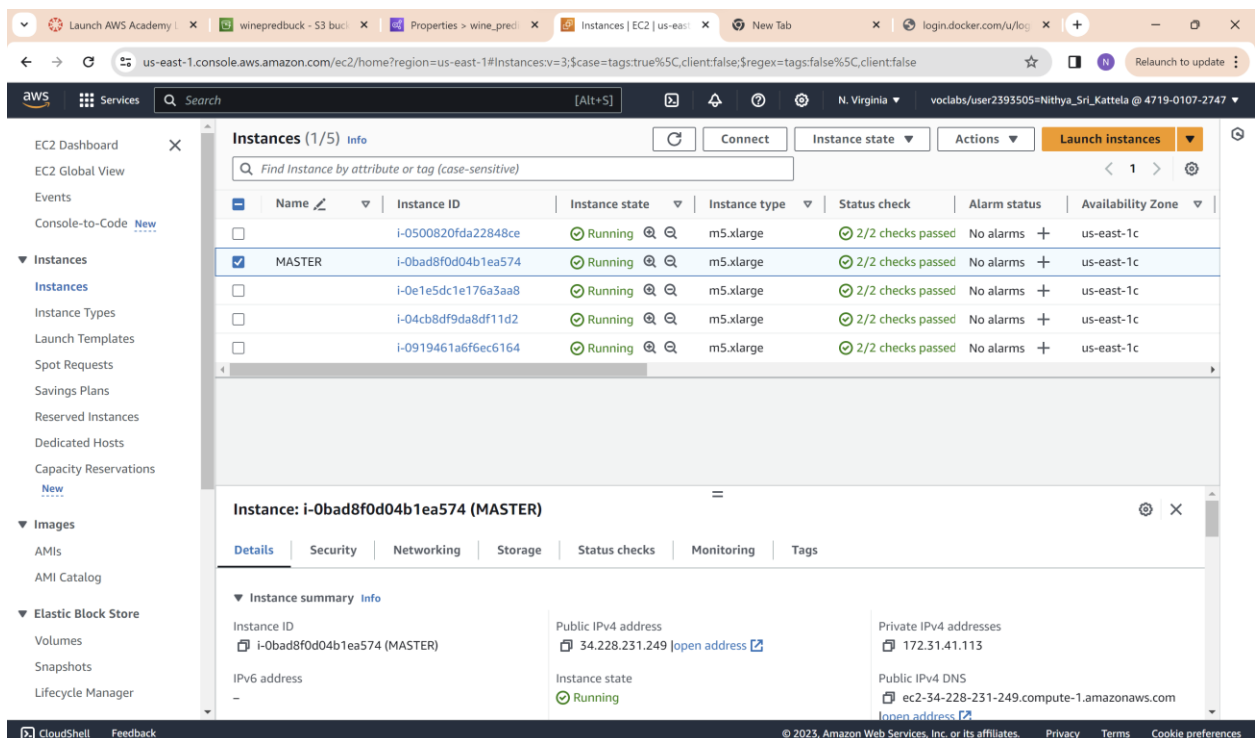 Launch AWS Academy L
winepredbuck - S3 buck
Properties > wine_pred
Instances | EC2 | us-east
New Tab
login.docker.com/u/log
us-east-1.console.aws.amazon.com/ec2/home?region=us-east-1#Instances:v=3;$case=tags:true%5C,client:false;$regex=tags:false%5C,client:false
N
Relaunch to update
aws
Services
Search
[Alt+S]
N. Virginia
voclabs/user2393505=Nithya_Sri_Kattela @ 4719-0107-2747
EC2 Dashboard
EC2 Global View
Events
Console-to-Code New
Instances
Instances
Instance Types
Launch Templates
Spot Requests
Savings Plans
Reserved Instances
Dedicated Hosts
Capacity Reservations
New
Images
AMIs
AMI Catalog
Elastic Block Store
Volumes
Snapshots
Lifecycle Manager
Instances (1/5) Info
Connect
Instance state
Actions
Launch instances
Find Instance by attribute or tag (case-sensitive)
1
Name Instance ID Instance state Instance type Status check Alarm status Availability Zone
i-0500820fda22848ce Running m5.xlarge 2/2 checks passed No alarms us-east-1c
MASTER i-0bad8f0d04b1ea574 Running m5.xlarge 2/2 checks passed No alarms us-east-1c
i-0e1e5dc1e176a3aa8 Running m5.xlarge 2/2 checks passed No alarms us-east-1c
i-04cb8df9da8df11d2 Running m5.xlarge 2/2 checks passed No alarms us-east-1c
i-0919461a6f6ec6164 Running m5.xlarge 2/2 checks passed No alarms us-east-1c
Instance: i-0bad8f0d04b1ea574 (MASTER)
Details Security Networking Storage Status checks Monitoring Tags
Instance summary Info
Instance ID
i-0bad8f0d04b1ea574 (MASTER)
Public IPv4 address
34.228.231.249 |open address
Private IPv4 addresses
172.31.41.113
IPv6 address
–
Instance state
Running
Public IPv4 DNS
ec2-34-228-231-249.compute-1.amazonaws.com
|open address
CloudShell Feedback
© 2023, Amazon Web Services, Inc. or its affiliates. Privacy Terms Cookie preferences